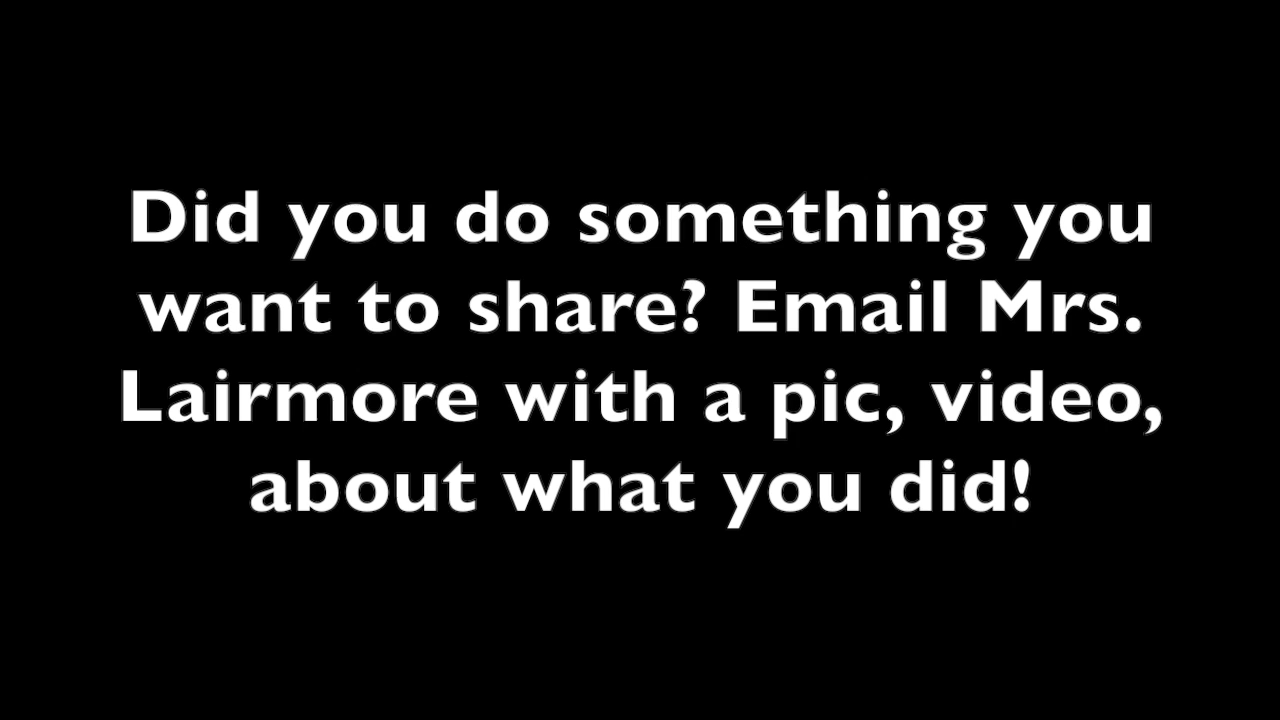 Did you do something you
want to share? Email Mrs.
Lairmore with a pic, video,
about what you did!